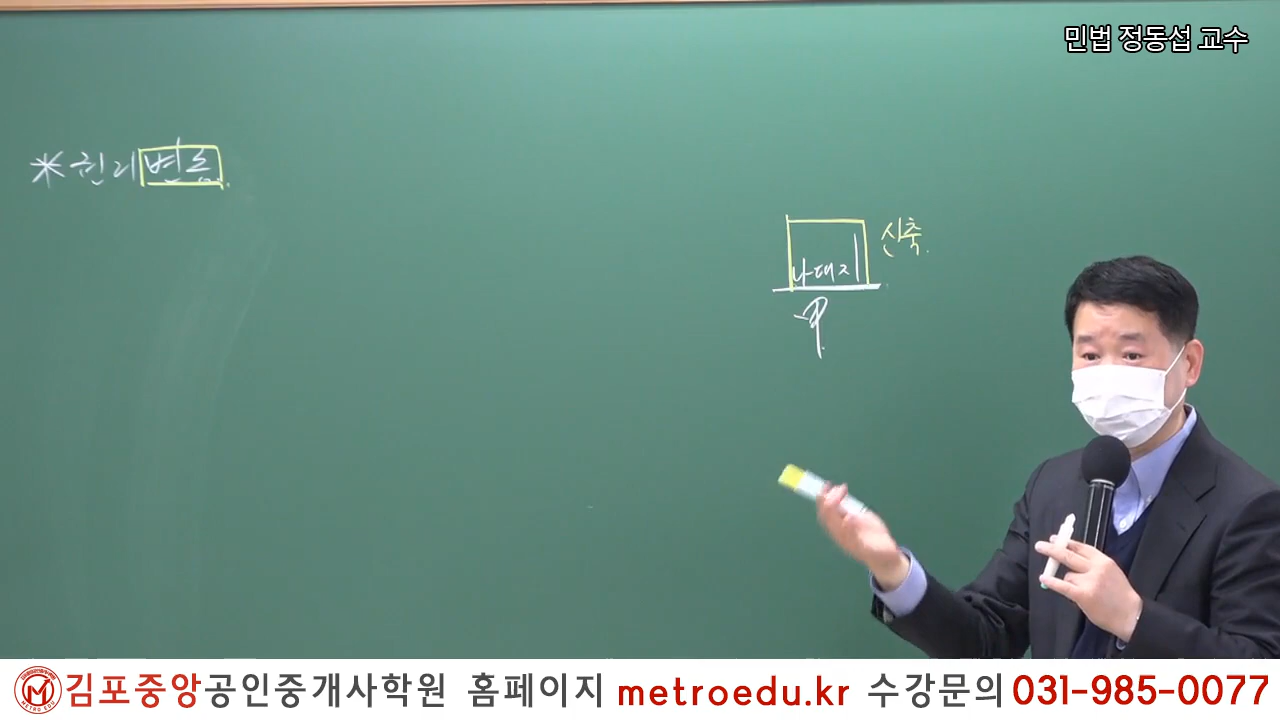 민법 정동섭 교수
* 권리 변동.
신축.
나대지
甲.
METRO EDU
김포중앙공인중개사학원 홈페이지 metroedu.kr 수강문의 031-985-0077